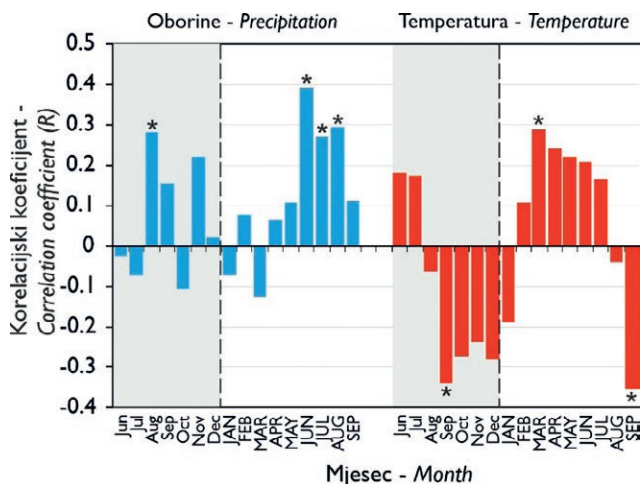 Oborine - Precipitation
Temperatura - Temperature
Korelacijski koeficijent -
Correlation coefficient (R)
0.5
0.4
0.3
0.2
0.1
0
-0.1
-0.2
-0.3
-0.4
* * * * * * *
Jun Jul Aug Sep Oct Nov Dec JAN FEB MAR APR MAY JUN JUL AUG SEP
Jun Jul Aug Sep Oct Nov Dec JAN FEB MAR APR MAY JUN JUL AUG SEP
Mjesec - Month